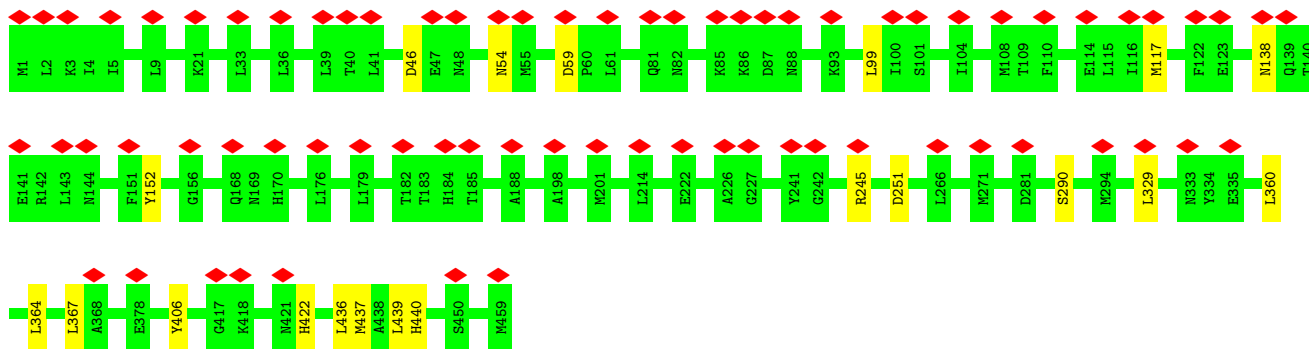 M1 L2 K3 I4 I5 L9 K21 L33 L36 L39 T40 L41 D46 E47 N48 N54 M55 D59 P60 L61 Q81 N82 K85 K86 D87 N88 K93 L99 I100 S101 I104 M108 T109 F110 E114 L115 I116 M117 F122 E123 N138 Q139 T140
E141 R142 L143 N144 F151 Y152 G156 Q168 N169 H170 L176 L179 T182 T183 H184 T185 A188 A198 M201 L214 E222 A226 G227 Y241 G242 R245 D251 L266 M271 D281 S290 M294 L329 N333 Y334 E335 L360
L364 L367 A368 E378 Y406 G417 K418 N421 H422 L436 M437 A438 L439 H440 S450 M459